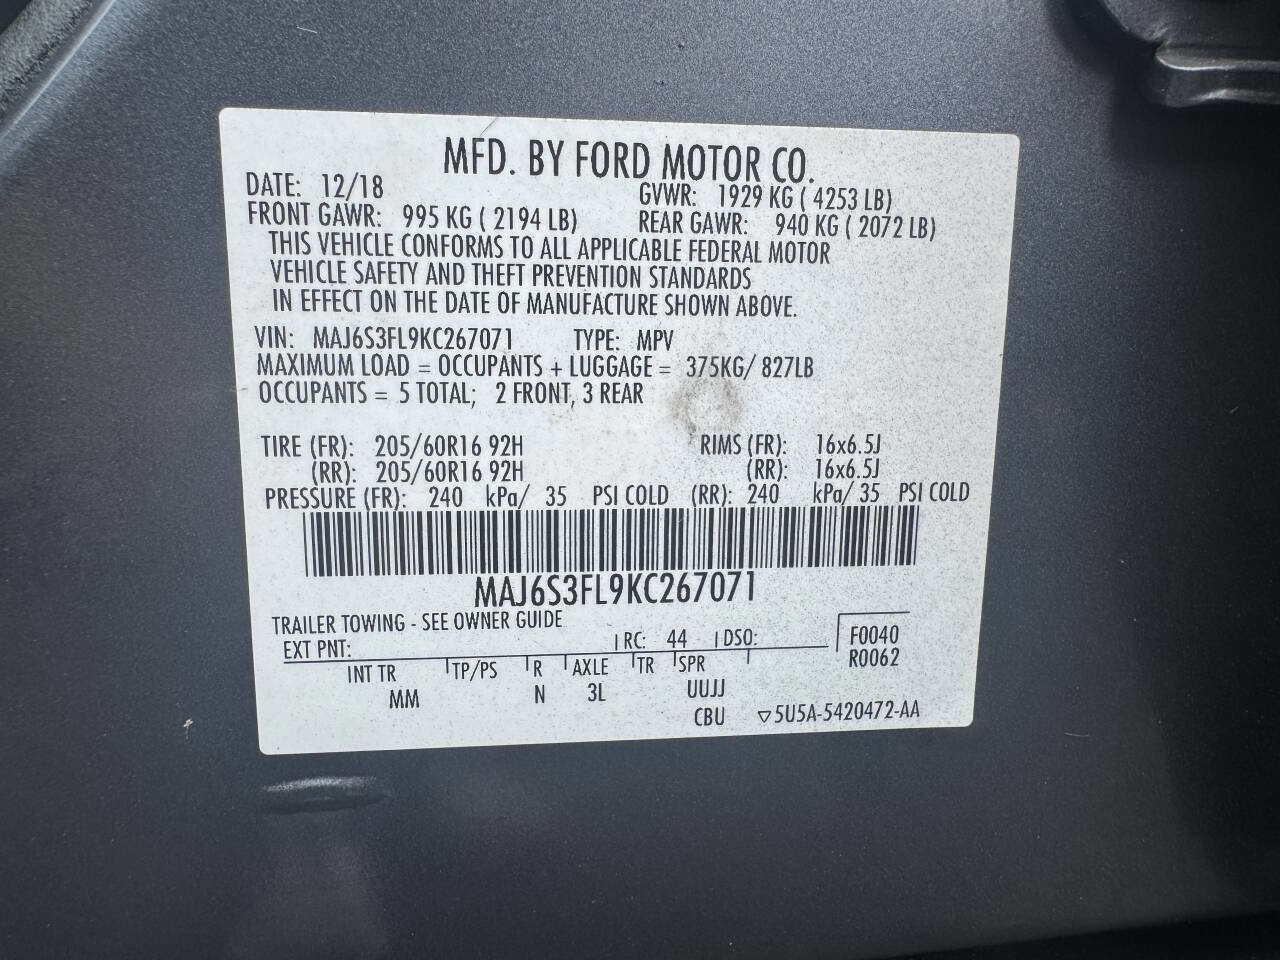 MFD. BY FORD MOTOR CO.
DATE: 12/18 GVWR: 1929 KG ( 4253 LB)
FRONT GAWR: 995 KG ( 2194 LB) REAR GAWR: 940 KG ( 2072 LB)
THIS VEHICLE CONFORMS TO ALL APPLICABLE FEDERAL MOTOR
VEHICLE SAFETY AND THEFT PREVENTION STANDARDS
IN EFFECT ON THE DATE OF MANUFACTURE SHOWN ABOVE.
VIN: MAJ6S3FL9KC267071 TYPE: MPV
MAXIMUM LOAD = OCCUPANTS + LUGGAGE = 375KG/ 827LB
OCCUPANTS = 5 TOTAL; 2 FRONT, 3 REAR
TIRE (FR): 205/60R16 92H RIMS (FR): 16x6.5J
(RR): 205/60R16 92H (RR): 16x6.5J
PRESSURE (FR): 240 kPa/ 35 PSI COLD (RR): 240 kPa/ 35 PSI COLD
MAJ6S3FL9KC267071
TRAILER TOWING - SEE OWNER GUIDE
EXT PNT: RC: 44 DSO: F0040
R0062
INT TR TP/PS R AXLE TR SPR
MM N 3L UUJJ
CBU ▽5U5A-5420472-AA